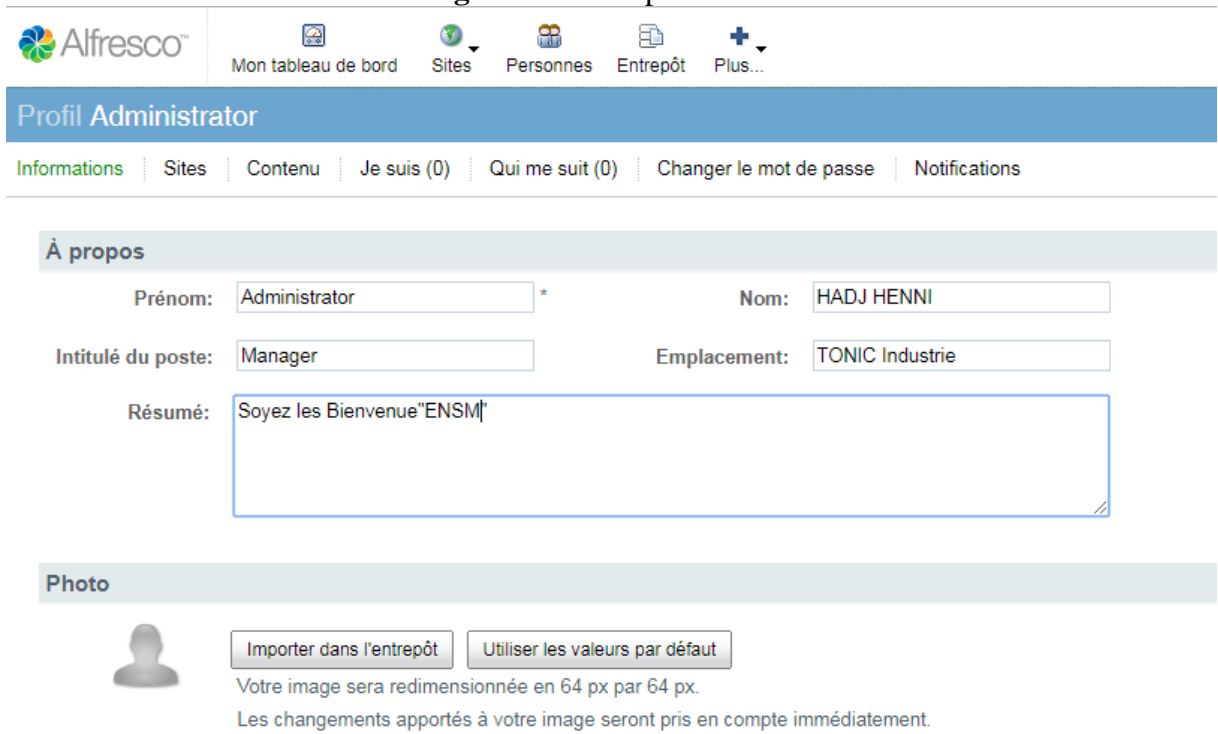 Alfresco™
Mon tableau de bord Sites Personnes Entrepôt Plus...
Profil Administrator
Informations Sites Contenu Je suis (0) Qui me suit (0) Changer le mot de passe Notifications
À propos
Prénom: Administrator * Nom: HADJ HENNI
Intitulé du poste: Manager Emplacement: TONIC Industrie
Résumé: Soyez les Bienvenue"ENSM"
Photo
Importer dans l'entrepôt Utiliser les valeurs par défaut
Votre image sera redimensionnée en 64 px par 64 px.
Les changements apportés à votre image seront pris en compte immédiatement.